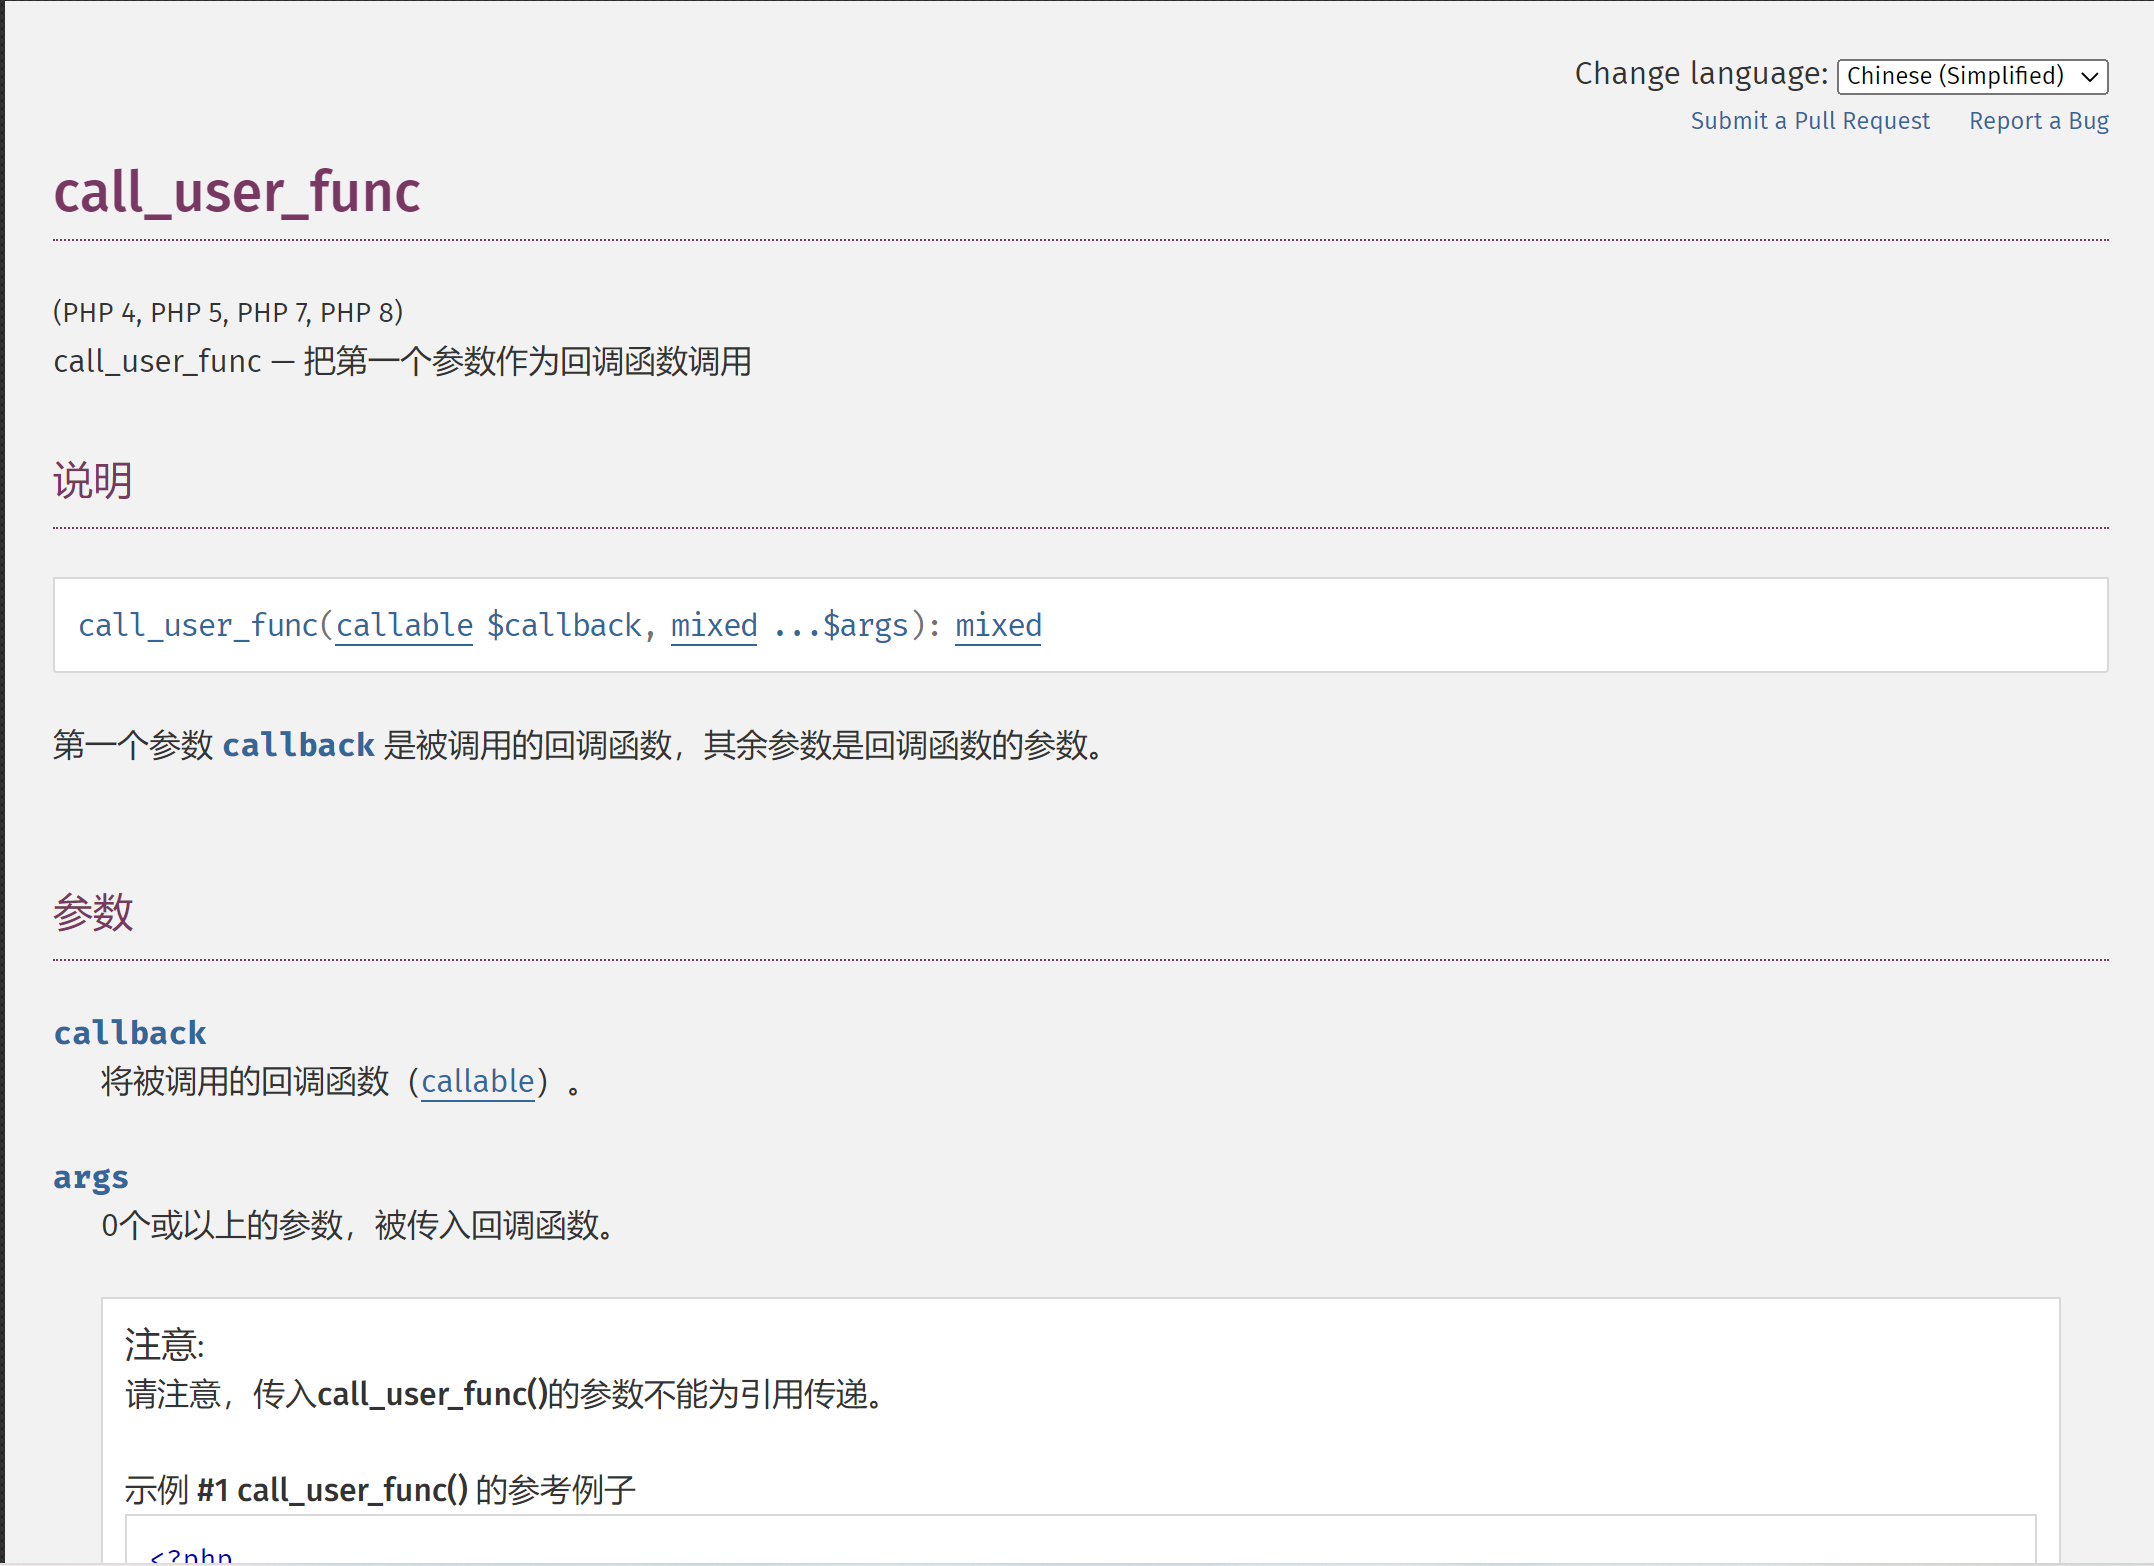 Change language: Chinese (Simplified)
Submit a Pull Request Report a Bug
call_user_func
(PHP 4, PHP 5, PHP 7, PHP 8)
call_user_func — 把第一个参数作为回调函数调用
说明
call_user_func(callable $callback, mixed ...$args): mixed
第一个参数 callback 是被调用的回调函数，其余参数是回调函数的参数。
参数
callback
将被调用的回调函数（callable）。
args
0个或以上的参数，被传入回调函数。
注意:
请注意，传入call_user_func()的参数不能为引用传递。
示例 #1 call_user_func() 的参考例子
<?php